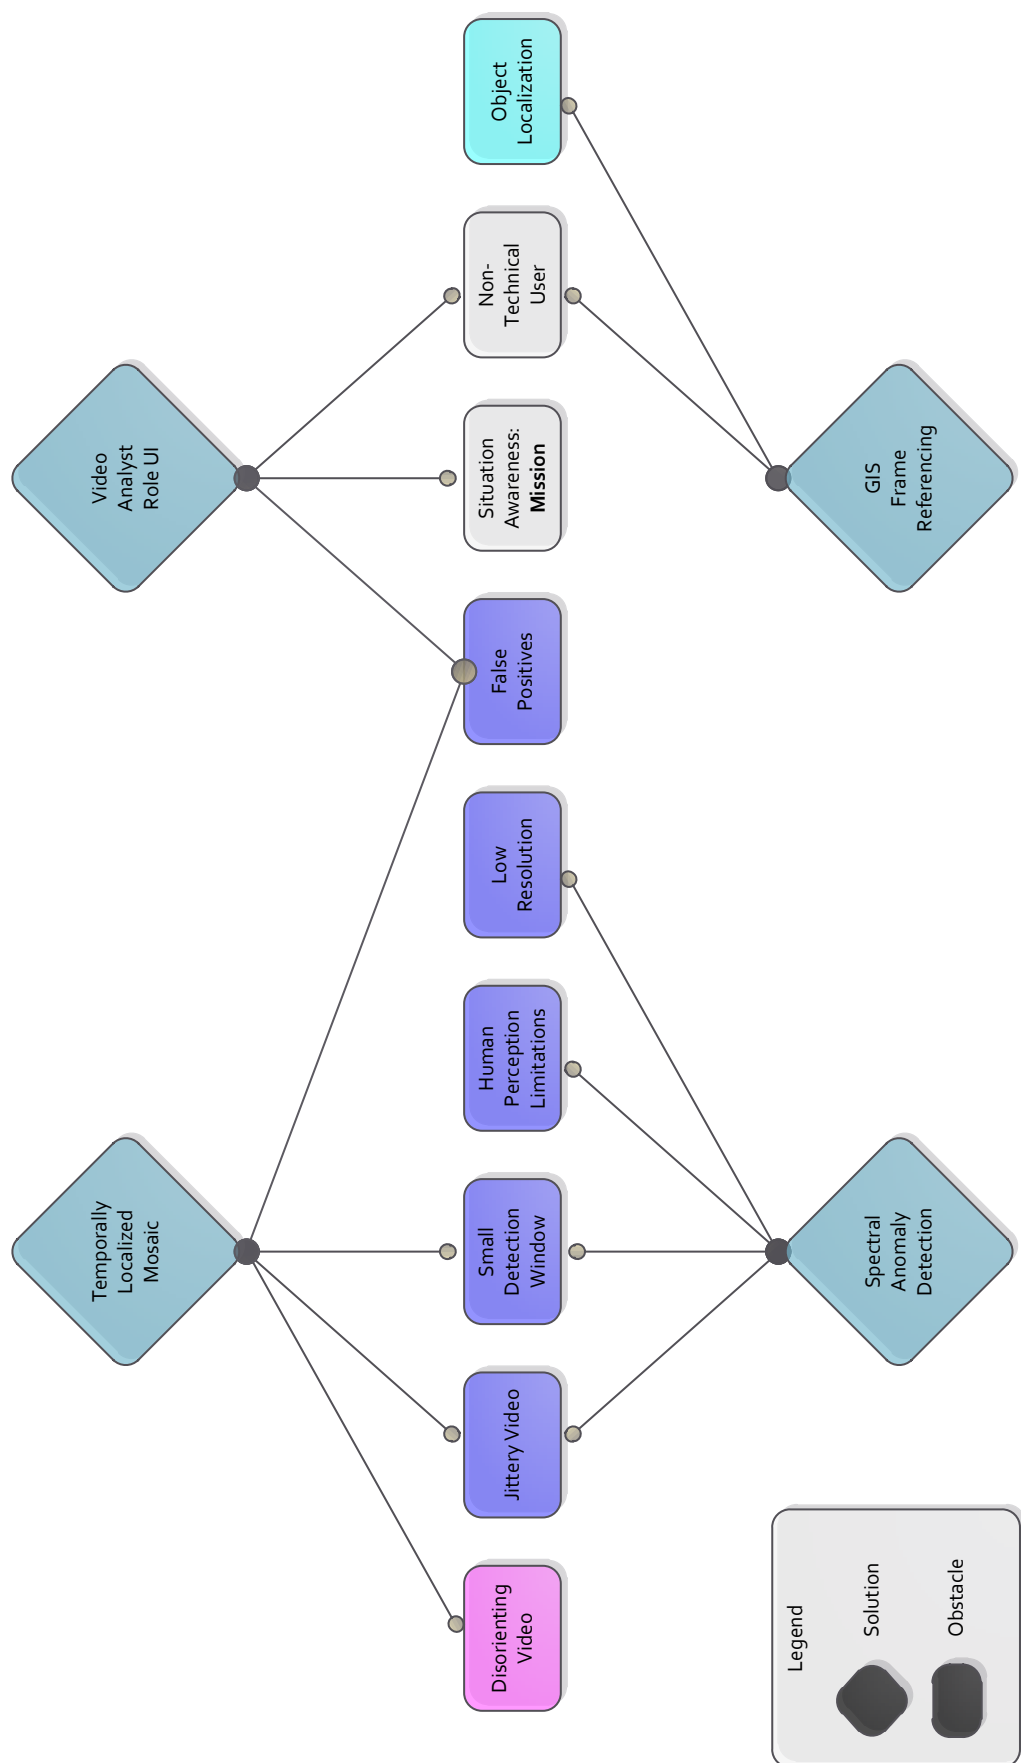 Temporally
Localized
Mosaic
Video
Analyst
Role UI
Disorienting
Video
Jittery Video
Small
Detection
Window
Human
Perception
Limitations
Low
Resolution
False
Positives
Situation
Awareness:
Mission
Non-
Technical
User
Object
Localization
Legend
Solution
Obstacle
Spectral
Anomaly
Detection
GIS
Frame
Referencing